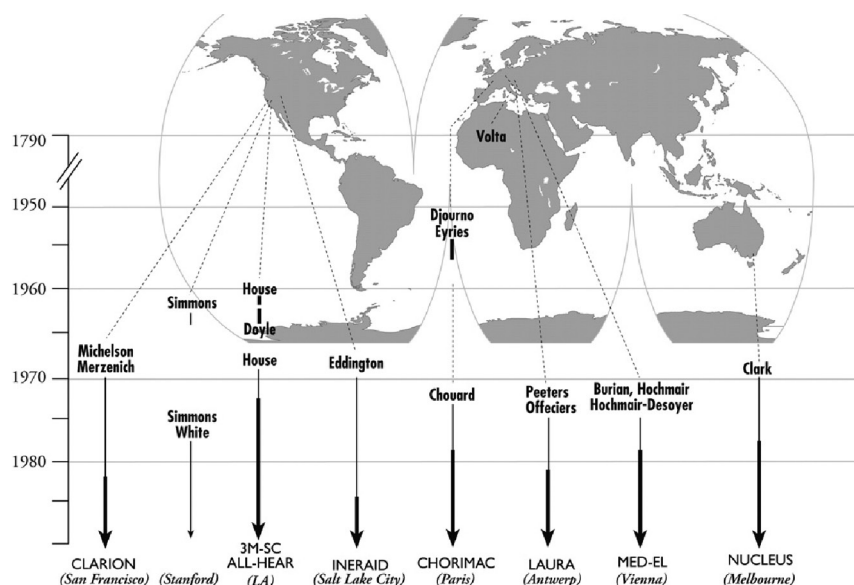 1790
Volta
1950
Djourno
Eyries
1960
Simmons
House
Doyle
Michelson
Merzenich
House
Eddington
Clark
1970
Chouard
Peeters
Offeciers
Burian, Hochmair
Hochmair-Desoyer
Simmons
White
1980
CLARION
(San Francisco)
(Stanford)
3M-SC
ALL-HEAR
(LA)
INERAID
(Salt Lake City)
CHORIMAC
(Paris)
LAURA
(Antwerp)
MED-EL
(Vienna)
NUCLEUS
(Melbourne)